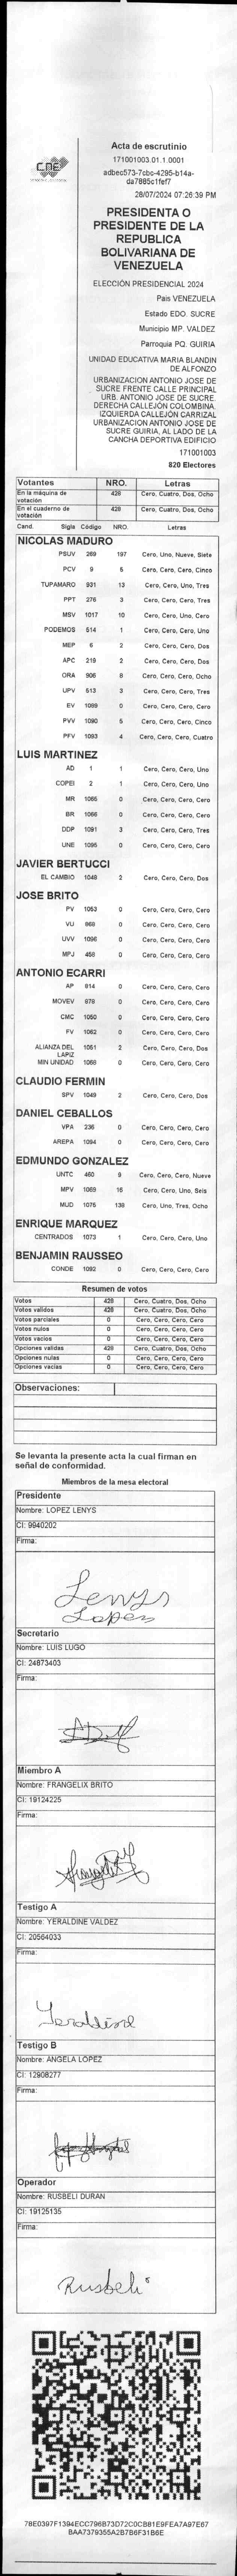 CNE
Acta de escrutinio
171001003.01.1.0001
adbec573-7cbc-4295-b14a-
da7885c1fef7
28/07/2024 07:26:39 PM
PRESIDENTA O
PRESIDENTE DE LA
REPUBLICA
BOLIVARIANA DE
VENEZUELA
ELECCIÓN PRESIDENCIAL 2024
Pais VENEZUELA
Estado EDO. SUCRE
Municipio MP. VALDEZ
Parroquia PQ. GUIRIA
UNIDAD EDUCATIVA MARIA BLANDIN
DE ALFONZO
URBANIZACION ANTONIO JOSE DE
SUCRE FRENTE CALLE PRINCIPAL
URB. ANTONIO JOSE DE SUCRE.
DERECHA CALLEJÓN COLOMBINA.
IZQUIERDA CALLEJÓN CARRIZAL
URBANIZACION ANTONIO JOSE DE
SUCRE GUIRIA, AL LADO DE LA
CANCHA DEPORTIVA EDIFICIO
171001003
820 Electores
Votantes NRO. Letras
En la máquina de votación 428 Cero, Cuatro, Dos, Ocho
En el cuaderno de votación 428 Cero, Cuatro, Dos, Ocho
Cand. Sigla Código NRO. Letras
NICOLAS MADURO
PSUV 269 197 Cero, Uno, Nueve, Siete
PCV 9 5 Cero, Cero, Cero, Cinco
TUPAMARO 931 13 Cero, Cero, Uno, Tres
PPT 276 3 Cero, Cero, Cero, Tres
MSV 1017 10 Cero, Cero, Uno, Cero
PODEMOS 514 1 Cero, Cero, Cero, Uno
MEP 6 2 Cero, Cero, Cero, Dos
APC 219 2 Cero, Cero, Cero, Dos
ORA 906 8 Cero, Cero, Cero, Ocho
UPV 513 3 Cero, Cero, Cero, Tres
EV 1099 0 Cero, Cero, Cero, Cero
PVV 1090 5 Cero, Cero, Cero, Cinco
PFV 1093 4 Cero, Cero, Cero, Cuatro
LUIS MARTINEZ
AD 1 1 Cero, Cero, Cero, Uno
COPEI 2 1 Cero, Cero, Cero, Uno
MR 1065 0 Cero, Cero, Cero, Cero
BR 1066 0 Cero, Cero, Cero, Cero
DDP 1091 3 Cero, Cero, Cero, Tres
UNE 1095 0 Cero, Cero, Cero, Cero
JAVIER BERTUCCI
EL CAMBIO 1048 2 Cero, Cero, Cero, Dos
JOSE BRITO
PV 1053 0 Cero, Cero, Cero, Cero
VU 868 0 Cero, Cero, Cero, Cero
UVV 1096 0 Cero, Cero, Cero, Cero
MPJ 458 0 Cero, Cero, Cero, Cero
ANTONIO ECARRI
AP 814 0 Cero, Cero, Cero, Cero
MOVEV 878 0 Cero, Cero, Cero, Cero
CMC 1050 0 Cero, Cero, Cero, Cero
FV 1062 0 Cero, Cero, Cero, Cero
ALIANZA DEL LAPIZ 1051 2 Cero, Cero, Cero, Dos
MIN UNIDAD 1056 0 Cero, Cero, Cero, Cero
CLAUDIO FERMIN
SPV 1049 2 Cero, Cero, Cero, Dos
DANIEL CEBALLOS
VPA 236 0 Cero, Cero, Cero, Cero
AREPA 1094 0 Cero, Cero, Cero, Cero
EDMUNDO GONZALEZ
UNTC 460 9 Cero, Cero, Cero, Nueve
MPV 1069 16 Cero, Cero, Uno, Seis
MUD 1075 138 Cero, Uno, Tres, Ocho
ENRIQUE MARQUEZ
CENTRADOS 1073 1 Cero, Cero, Cero, Uno
BENJAMIN RAUSSEO
CONDE 1092 0 Cero, Cero, Cero, Cero
Resumen de votos
Votos 428 Cero, Cuatro, Dos, Ocho
Votos validos 428 Cero, Cuatro, Dos, Ocho
Votos parciales 0 Cero, Cero, Cero, Cero
Votos nulos 0 Cero, Cero, Cero, Cero
Votos vacios 0 Cero, Cero, Cero, Cero
Opciones validas 428 Cero, Cuatro, Dos, Ocho
Opciones nulas 0 Cero, Cero, Cero, Cero
Opciones vacias 0 Cero, Cero, Cero, Cero
Observaciones:
Se levanta la presente acta la cual firman en
señal de conformidad.
Miembros de la mesa electoral
Presidente
Nombre: LOPEZ LENYS
CI: 9940202
Firma:
Lenys
Lopez
Secretario
Nombre: LUIS LUGO
CI: 24873403
Firma:
Miembro A
Nombre: FRANGELIX BRITO
CI: 19124225
Firma:
Testigo A
Nombre: YERALDINE VALDEZ
CI: 20564033
Firma:
Yeraldine
Testigo B
Nombre: ANGELA LOPEZ
CI: 12908277
Firma:
Operador
Nombre: RUSBELI DURAN
CI: 19125135
Firma:
Rusbeli
78E0397F1394ECC796B73D72C0CB81E9FEA7A97E67
BAA7379355A2B7B6F31B6E